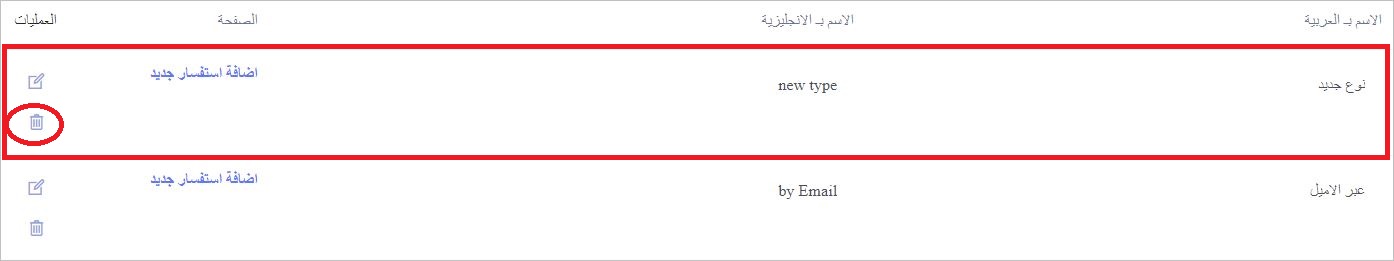 الاسم بـ العربية الاسم بـ الانجليزية الصفحة العمليات
نوع جديد new type اضافة استفسار جديد
عبر الاميل by Email اضافة استفسار جديد